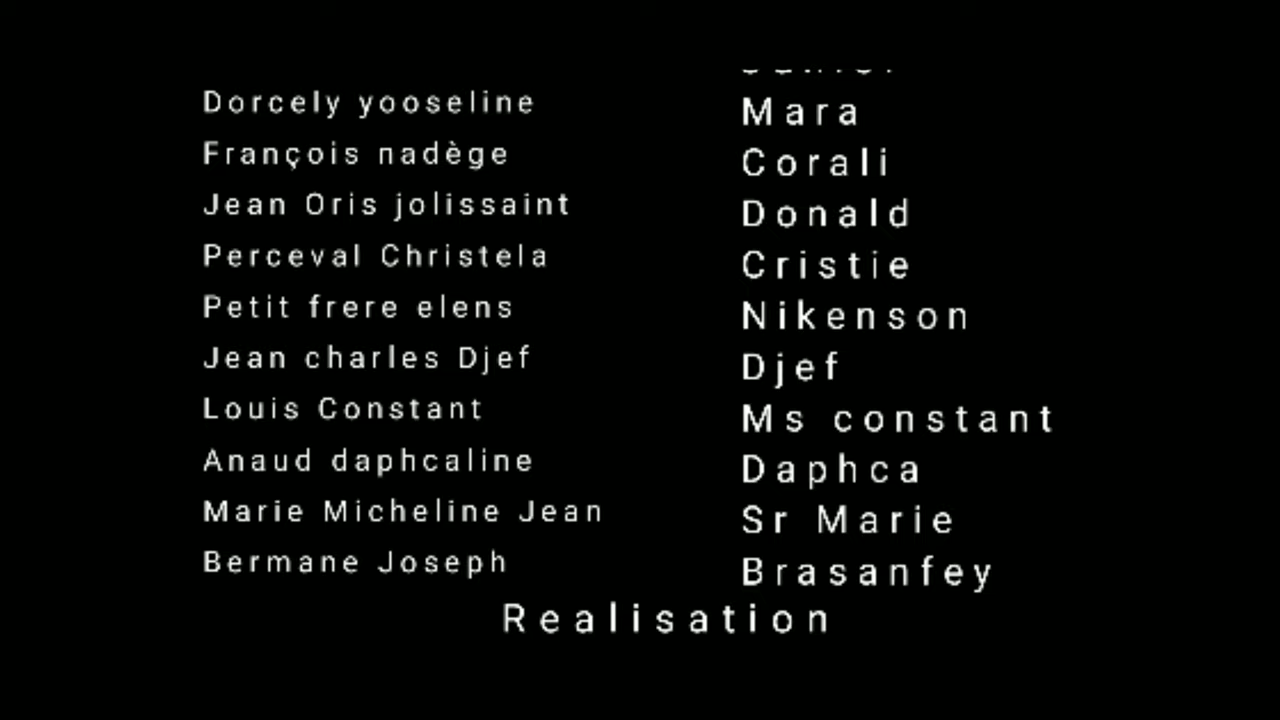 Dorcely yooseline Mara
François nadège Corali
Jean Oris jolissaint Donald
Perceval Christela Cristie
Petit frere elens Nikenson
Jean charles Djef Djef
Louis Constant Ms constant
Anaud daphcaline Daphca
Marie Micheline Jean Sr Marie
Bermane Joseph Brasanfey
Realisation